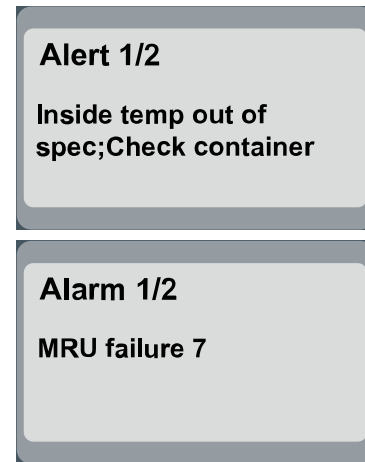 Alert 1/2
Inside temp out of
spec;Check container
Alarm 1/2
MRU failure 7